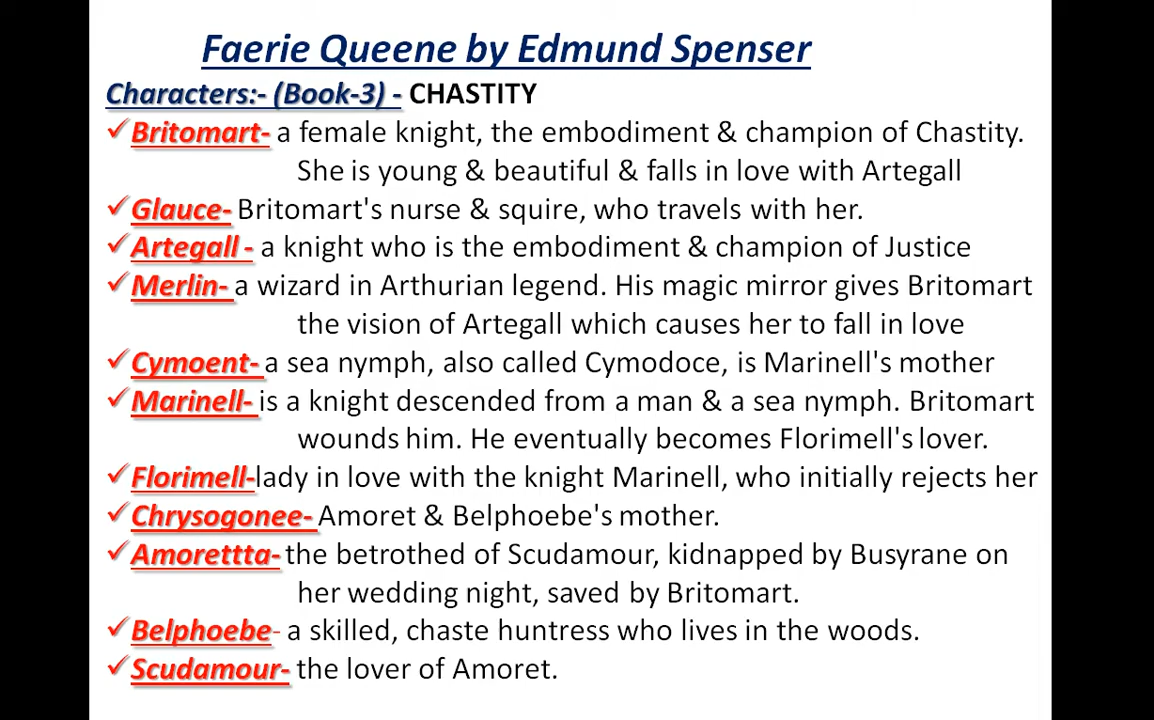 Faerie Queene by Edmund Spenser
Characters:- (Book-3) - CHASTITY
✓Britomart- a female knight, the embodiment & champion of Chastity.
She is young & beautiful & falls in love with Artegall
✓Glauce- Britomart's nurse & squire, who travels with her.
✓Artegall - a knight who is the embodiment & champion of Justice
✓Merlin- a wizard in Arthurian legend. His magic mirror gives Britomart
the vision of Artegall which causes her to fall in love
✓Cymoent- a sea nymph, also called Cymodoce, is Marinell's mother
✓Marinell- is a knight descended from a man & a sea nymph. Britomart
wounds him. He eventually becomes Florimell's lover.
✓Florimell-lady in love with the knight Marinell, who initially rejects her
✓Chrysogonee- Amoret & Belphoebe's mother.
✓Amorettta- the betrothed of Scudamour, kidnapped by Busyrane on
her wedding night, saved by Britomart.
✓Belphoebe- a skilled, chaste huntress who lives in the woods.
✓Scudamour- the lover of Amoret.